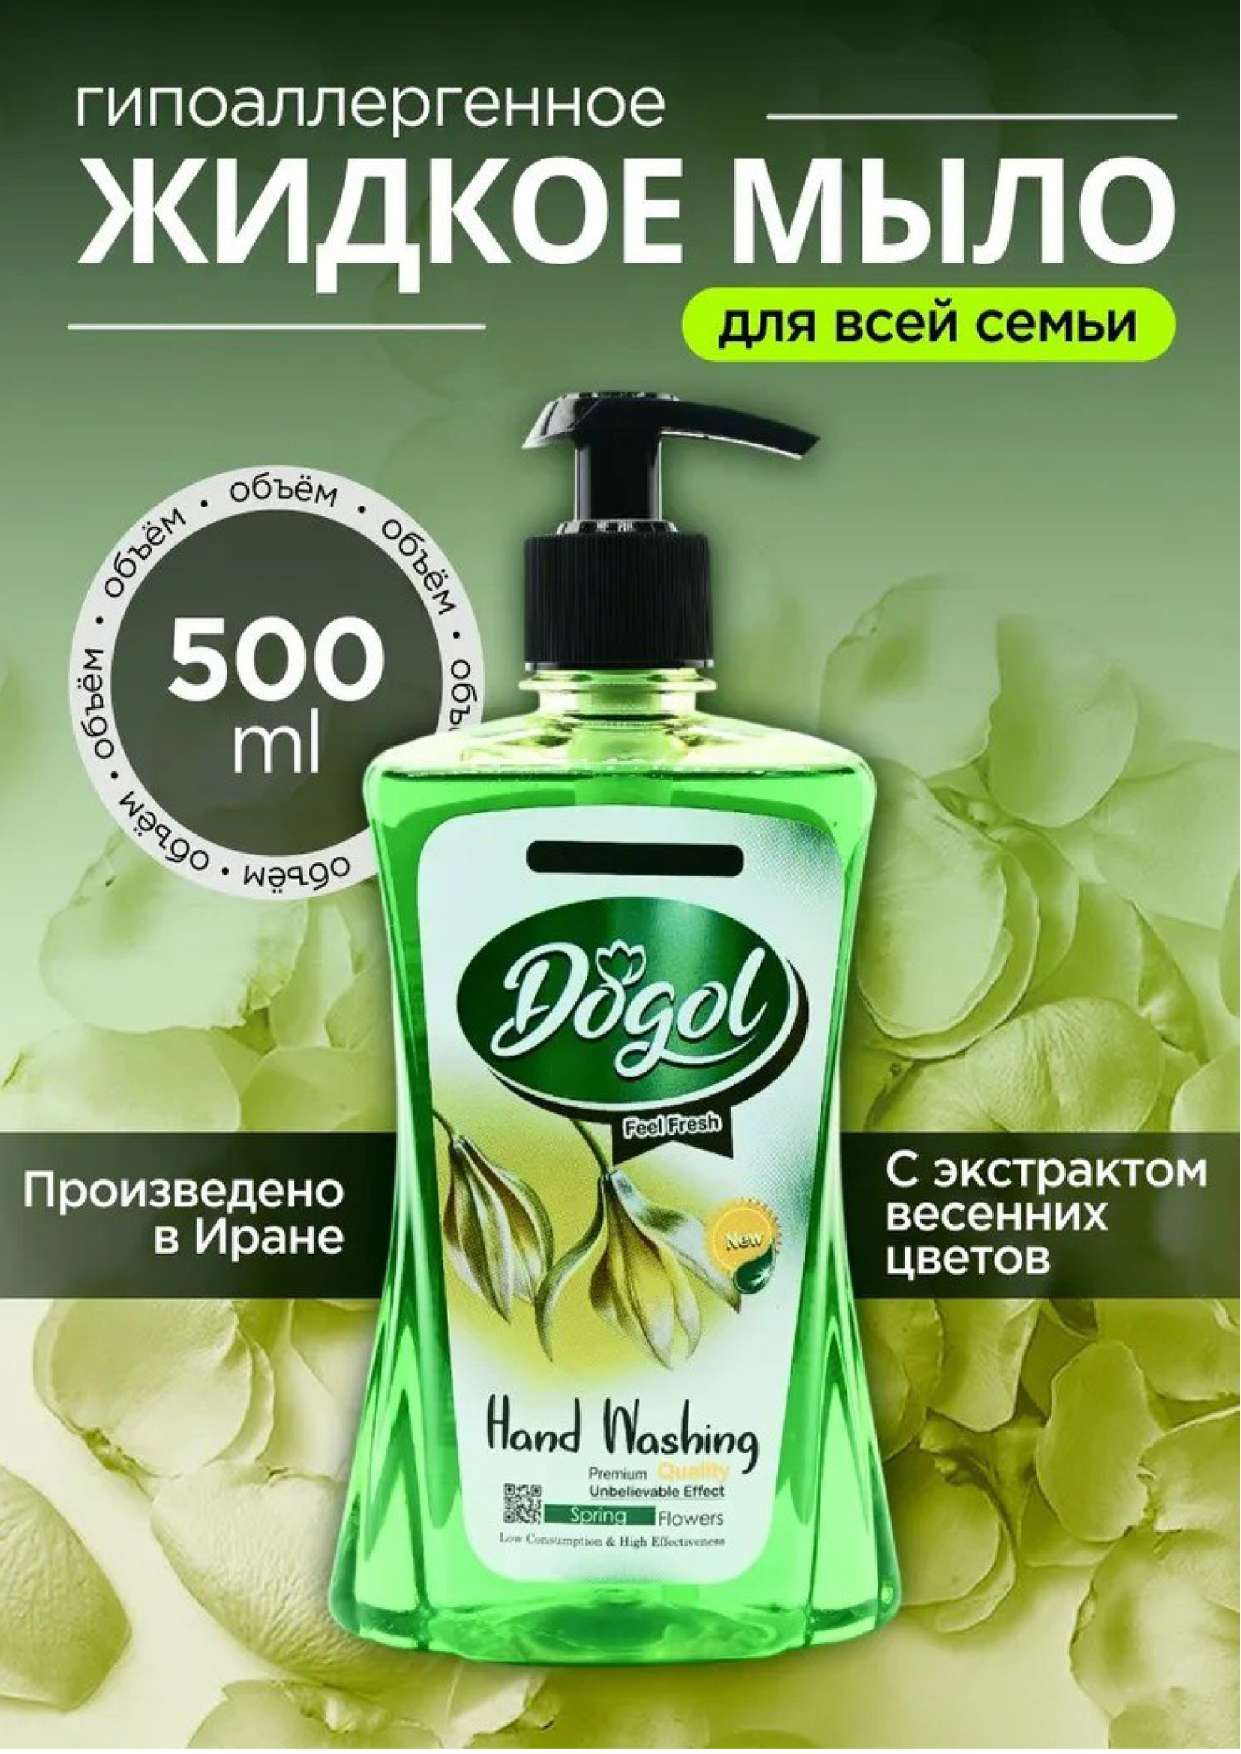 гипоаллергенное
ЖИДКОЕ МЫЛО
для всей семьи
объём • объём • объём • объём • объём • объём • объём • объём
500
ml
Dogol
Feel Fresh
Произведено
в Иране
С экстрактом
весенних
цветов
New
Hand Washing
Premium Quality
Unbelievable Effect
Spring Flowers
Low Consumption & High Effectiveness